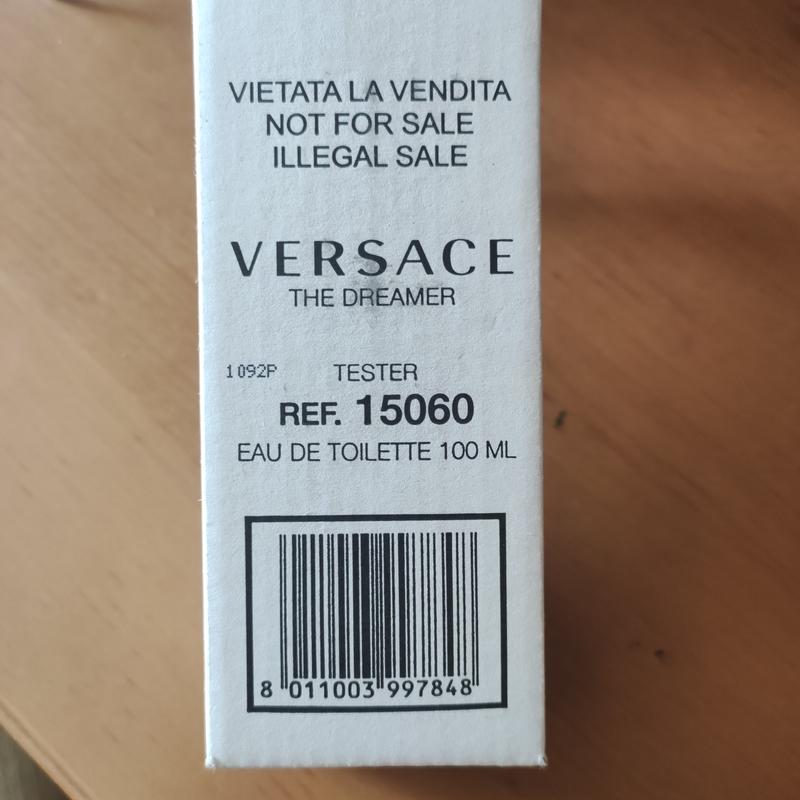 VIETATA LA VENDITA
NOT FOR SALE
ILLEGAL SALE
VERSACE
THE DREAMER
1092P TESTER
REF. 15060
EAU DE TOILETTE 100 ML
8 011003 997848